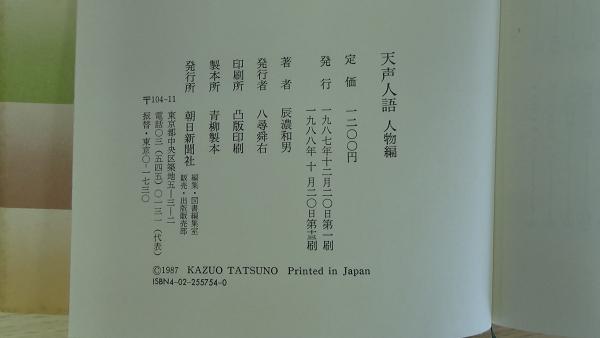 天声人語 人物編
定価 一二〇〇円
発行 一九八七年十二月二〇日第一刷
一九八八年 十 月二〇日第三刷
著者 辰濃和男
発行者 八尋舜右
印刷所 凸版印刷
製本所 青柳製本
発行所 朝日新聞社
編集・図書編集室
販売・出版販売部
〒104-11
東京都中央区築地五ー三ー二
電話〇三(五四五)〇一三一(代表)
振替・東京〇ー一七三〇
©1987 KAZUO TATSUNO Printed in Japan
ISBN4-02-255754-0